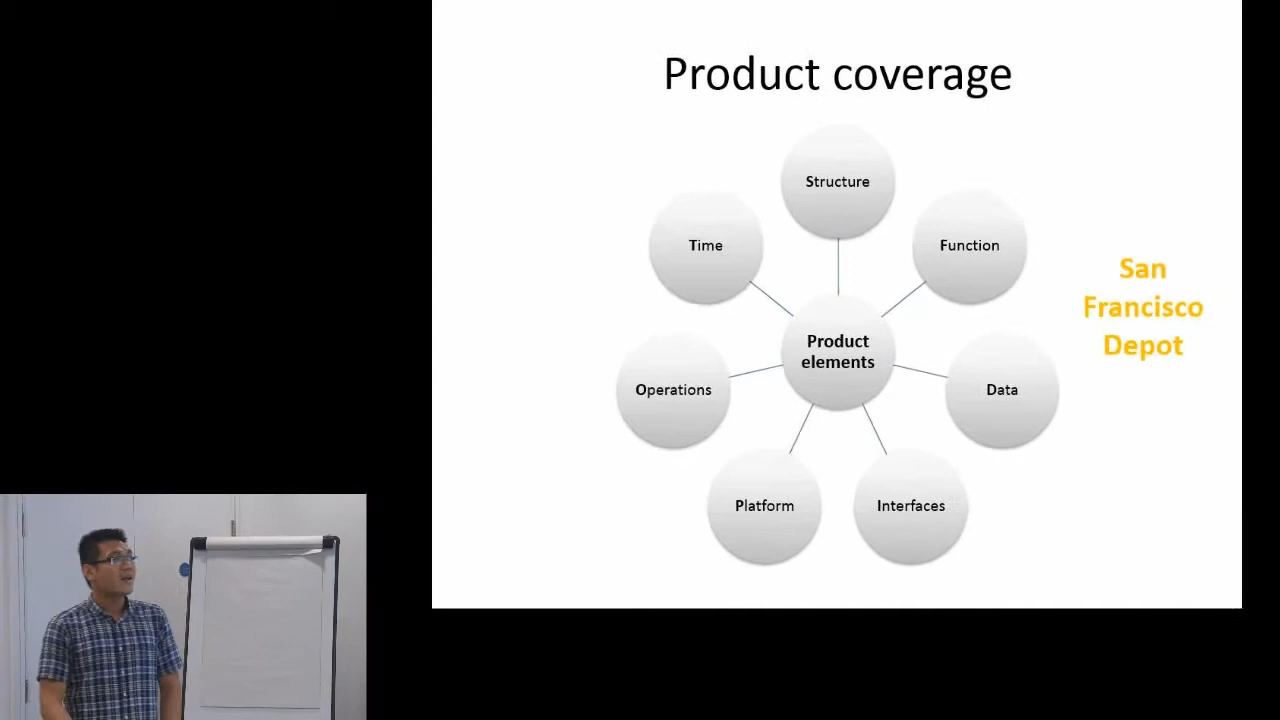 Product coverage
Structure
Time
Function
San
Francisco
Depot
Product
elements
Operations
Data
Platform
Interfaces